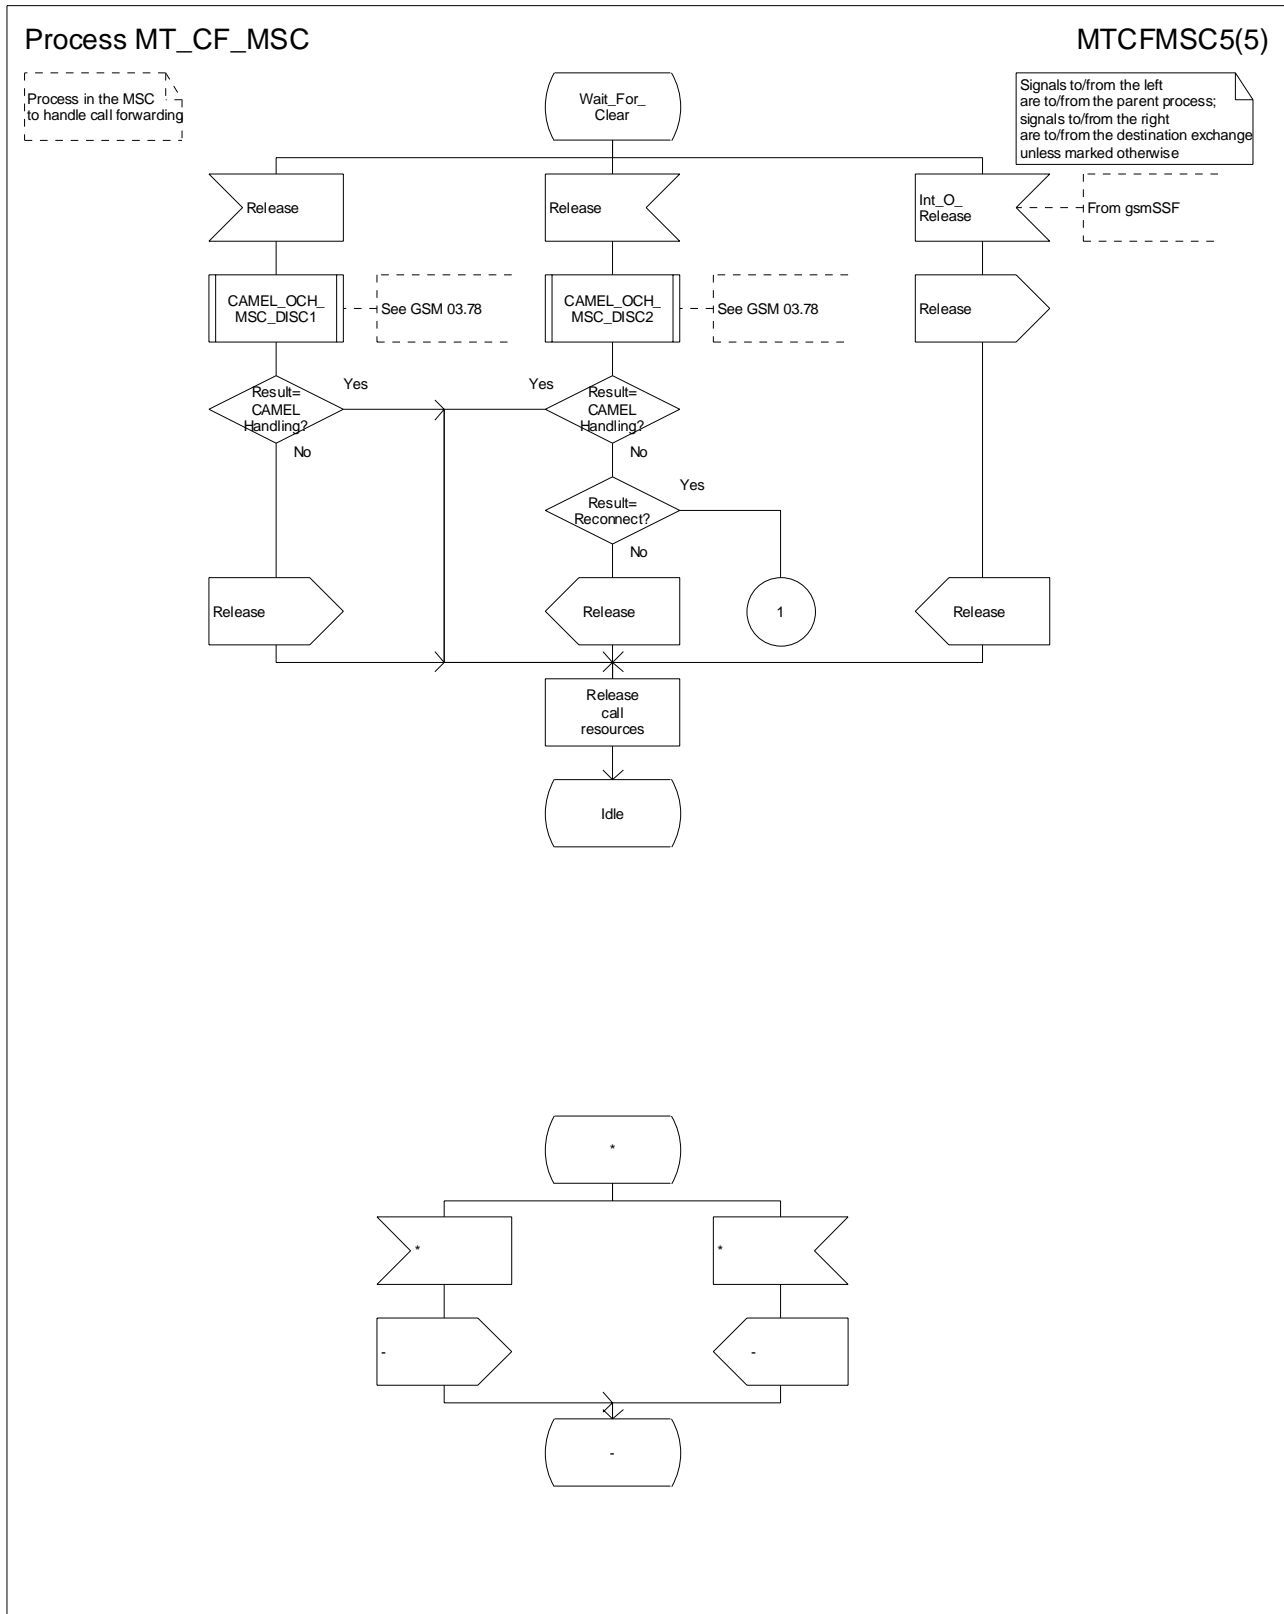 Process MT_CF_MSC
MTCFMSC5(5)
Process in the MSC
to handle call forwarding
Signals to/from the left
are to/from the parent process;
signals to/from the right
are to/from the destination exchange
unless marked otherwise
Wait_For_
Clear
Release
Release
Int_O_
Release
From gsmSSF
CAMEL_OCH_
MSC_DISC1
See GSM 03.78
CAMEL_OCH_
MSC_DISC2
See GSM 03.78
Release
Result=
CAMEL
Handling?
Yes
No
Yes
Result=
CAMEL
Handling?
No
Result=
Reconnect?
Yes
No
Release
Release
1
Release
Release
call
resources
Idle
*
*
*
-
-
-